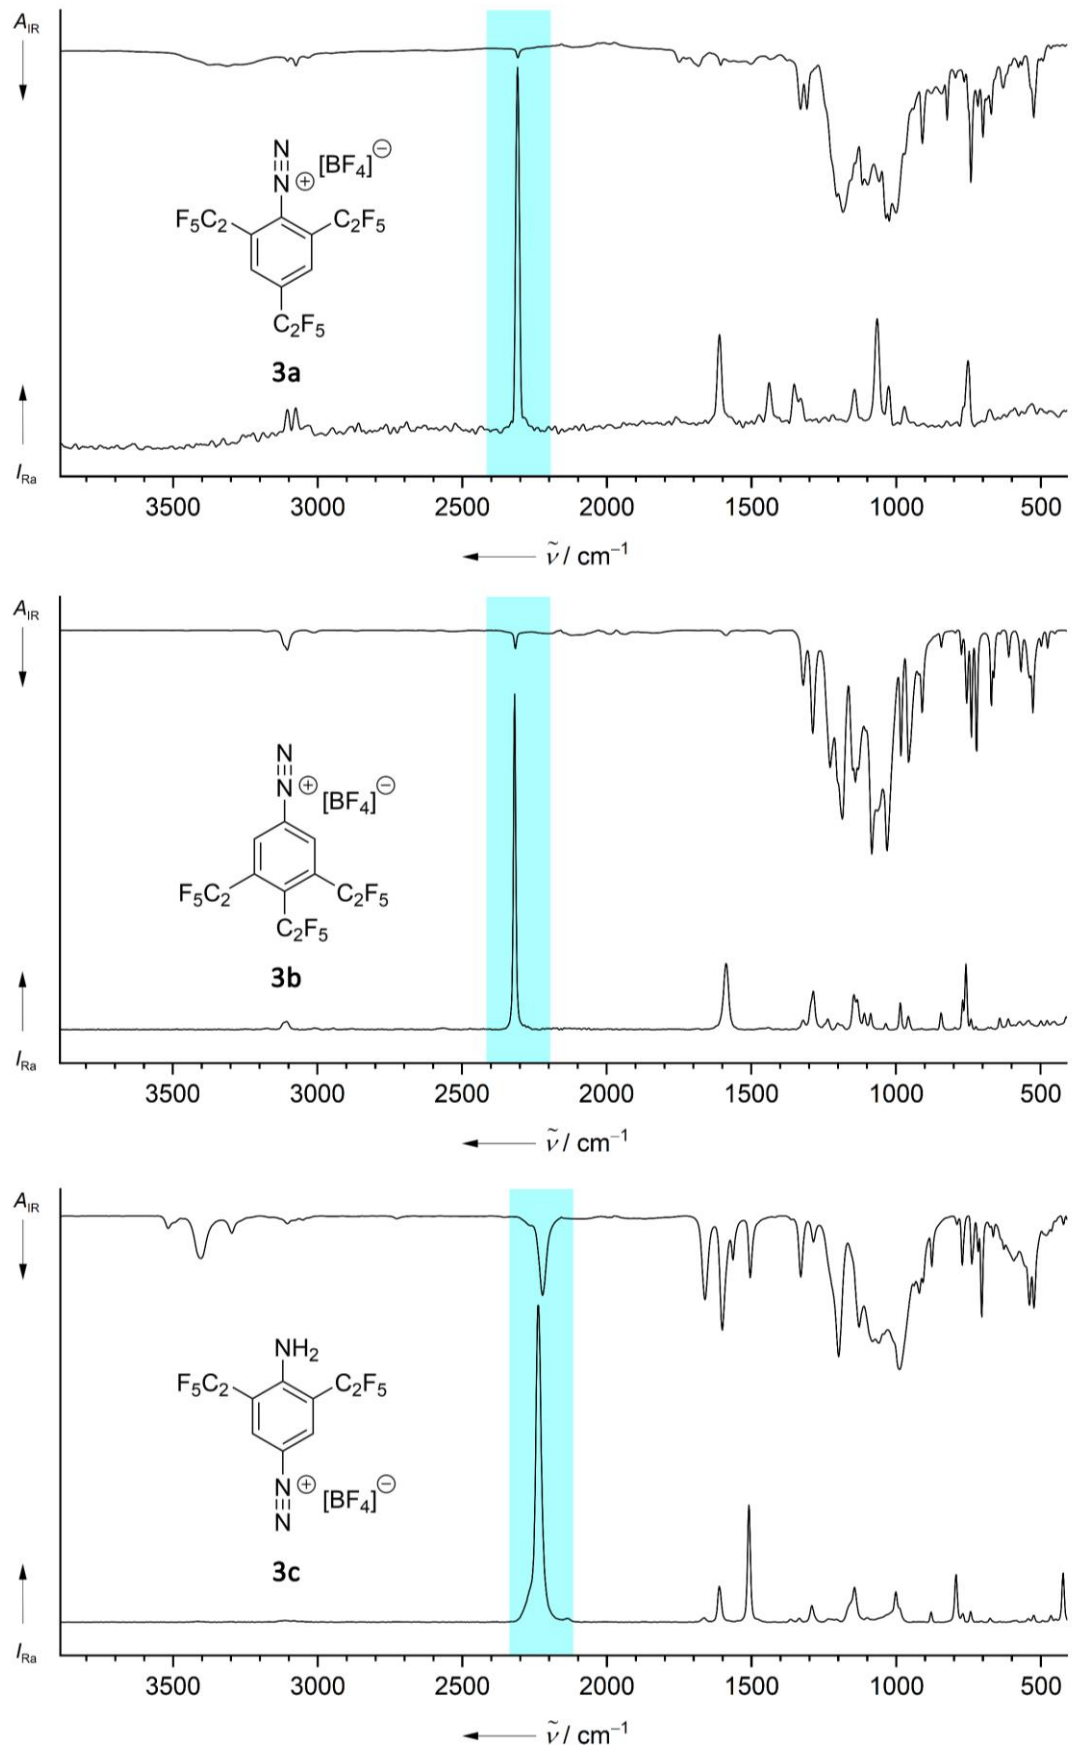 A_IR
N
N ⊕ [BF₄]⊖
F₅C₂ C₂F₅
C₂F₅
3a
I_Ra
3500 3000 2500 2000 1500 1000 500
ν̃ / cm⁻¹
A_IR
N
N ⊕ [BF₄]⊖
F₅C₂ C₂F₅
C₂F₅
3b
I_Ra
3500 3000 2500 2000 1500 1000 500
ν̃ / cm⁻¹
A_IR
NH₂
F₅C₂ C₂F₅
N ⊕ [BF₄]⊖
N
3c
I_Ra
3500 3000 2500 2000 1500 1000 500
ν̃ / cm⁻¹